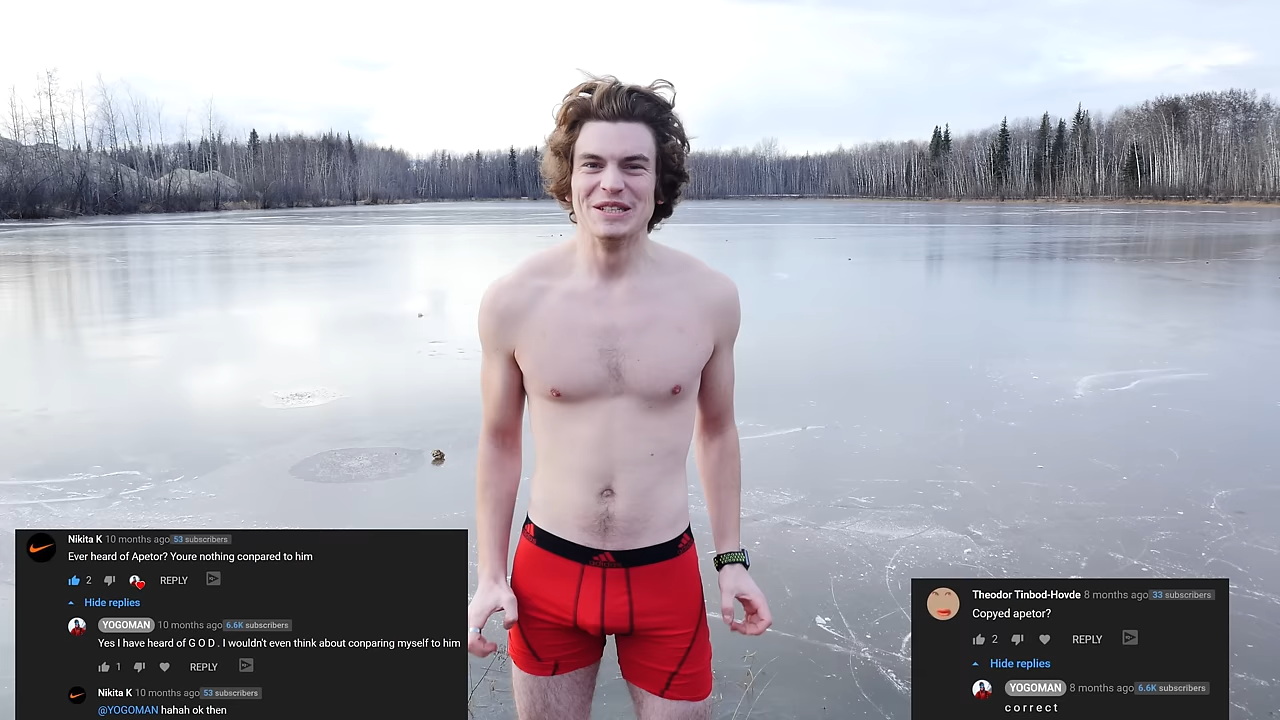 Nikita K 10 months ago 53 subscribers
Ever heard of Apetor? Youre nothing conpared to him
2 REPLY
Hide replies
YOGOMAN 10 months ago 6.6K subscribers
Yes I have heard of G O D . I wouldn't even think about conparing myself to him
1 REPLY
Nikita K 10 months ago 53 subscribers
@YOGOMAN hahah ok then
Theodor Tinbod-Hovde 8 months ago 33 subscribers
Copyed apetor?
2 REPLY
Hide replies
YOGOMAN 8 months ago 6.6K subscribers
c o r r e c t
adidas